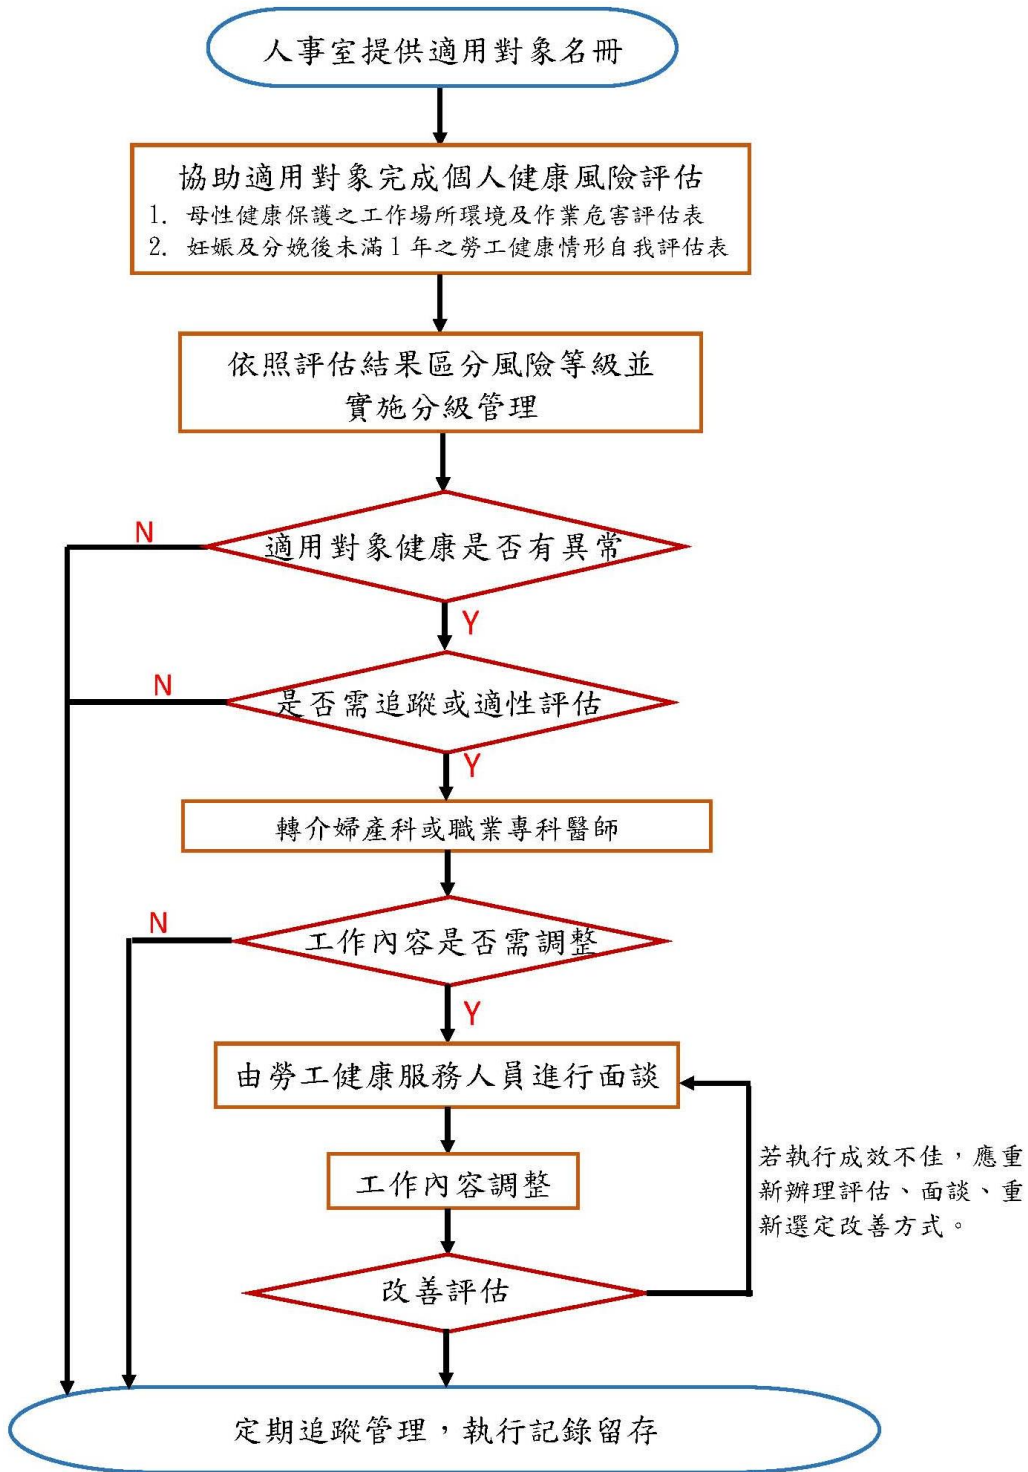 人事室提供適用對象名冊
協助適用對象完成個人健康風險評估
1. 母性健康保護之工作場所環境及作業危害評估表
2. 妊娠及分娩後未滿1年之勞工健康情形自我評估表
依照評估結果區分風險等級並
實施分級管理
N
適用對象健康是否有異常
Y
N
是否需追蹤或適性評估
Y
轉介婦產科或職業專科醫師
N
工作內容是否需調整
Y
由勞工健康服務人員進行面談
若執行成效不佳,應重
新辦理評估、面談、重
新選定改善方式。
工作內容調整
改善評估
定期追蹤管理,執行記錄留存